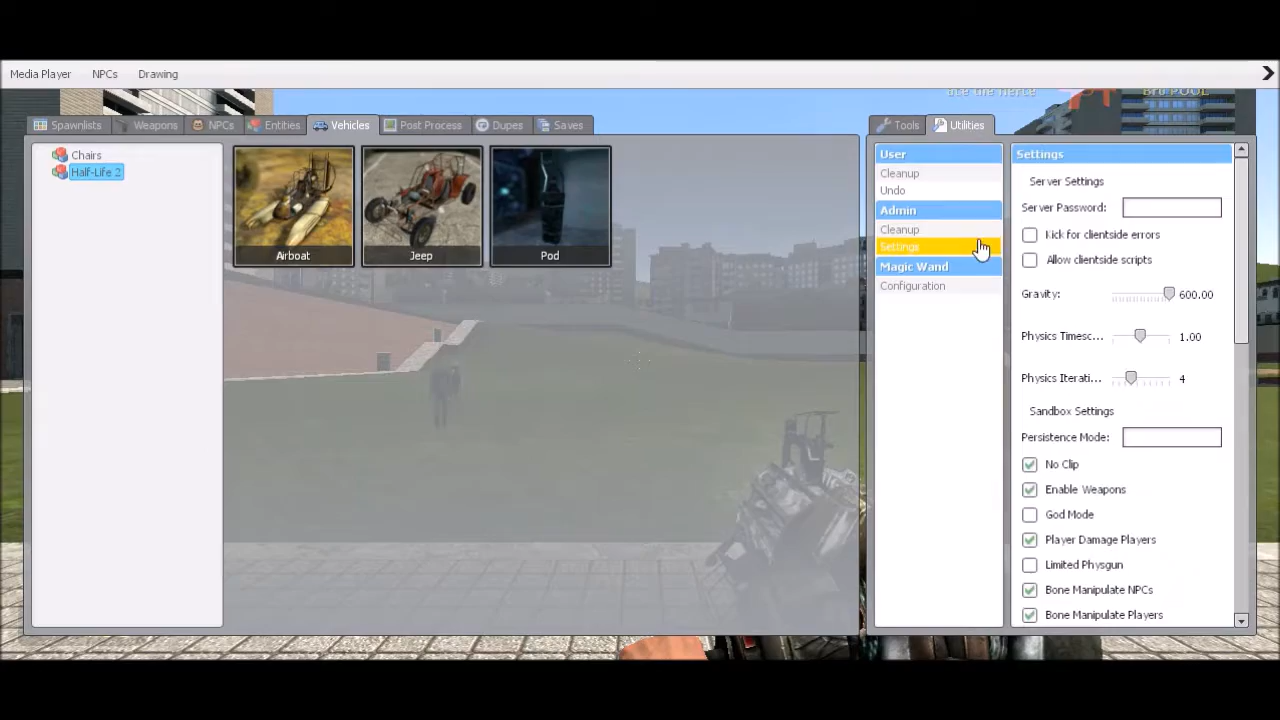 Media Player NPCs Drawing
Spawnlists Weapons NPCs Entities Vehicles Post Process Dupes Saves
Chairs
Half-Life 2
Airboat Jeep Pod
Tools Utilities
User
Cleanup
Undo
Admin
Cleanup
Settings
Magic Wand
Configuration
Settings
Server Settings
Server Password:
Kick for clientside errors
Allow clientside scripts
Gravity: 600.00
Physics Timesc... 1.00
Physics Iterati... 4
Sandbox Settings
Persistence Mode:
No Clip
Enable Weapons
God Mode
Player Damage Players
Limited Physgun
Bone Manipulate NPCs
Bone Manipulate Players